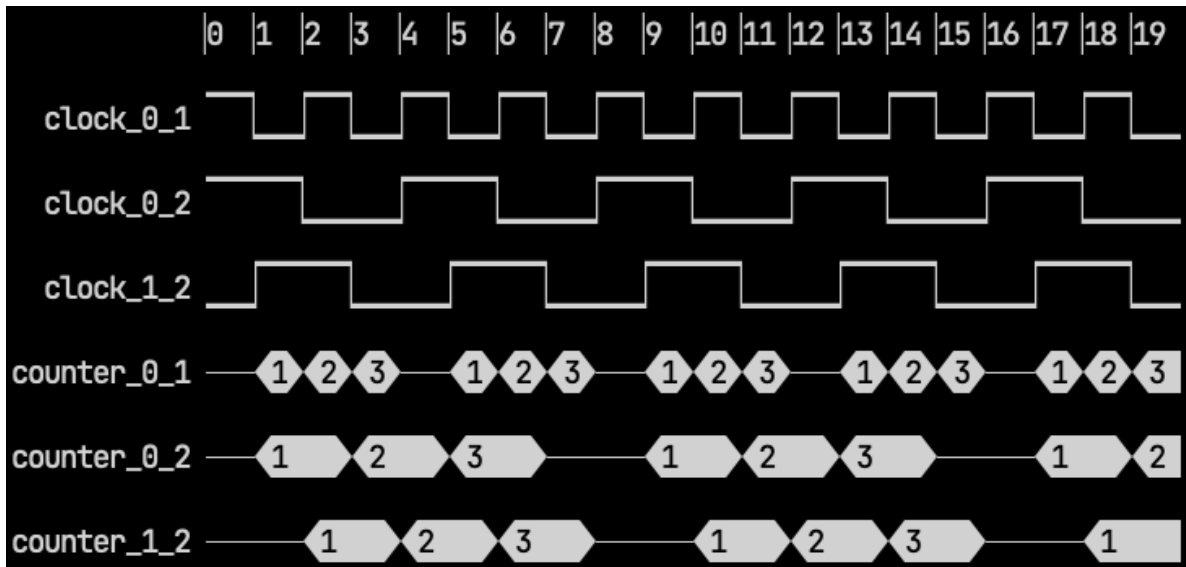 |0 |1 |2 |3 |4 |5 |6 |7 |8 |9 |10 |11 |12 |13 |14 |15 |16 |17 |18 |19
clock_0_1
clock_0_2
clock_1_2
counter_0_1 1 2 3 1 2 3 1 2 3 1 2 3 1 2 3
counter_0_2 1 2 3 1 2 3 1 2
counter_1_2 1 2 3 1 2 3 1